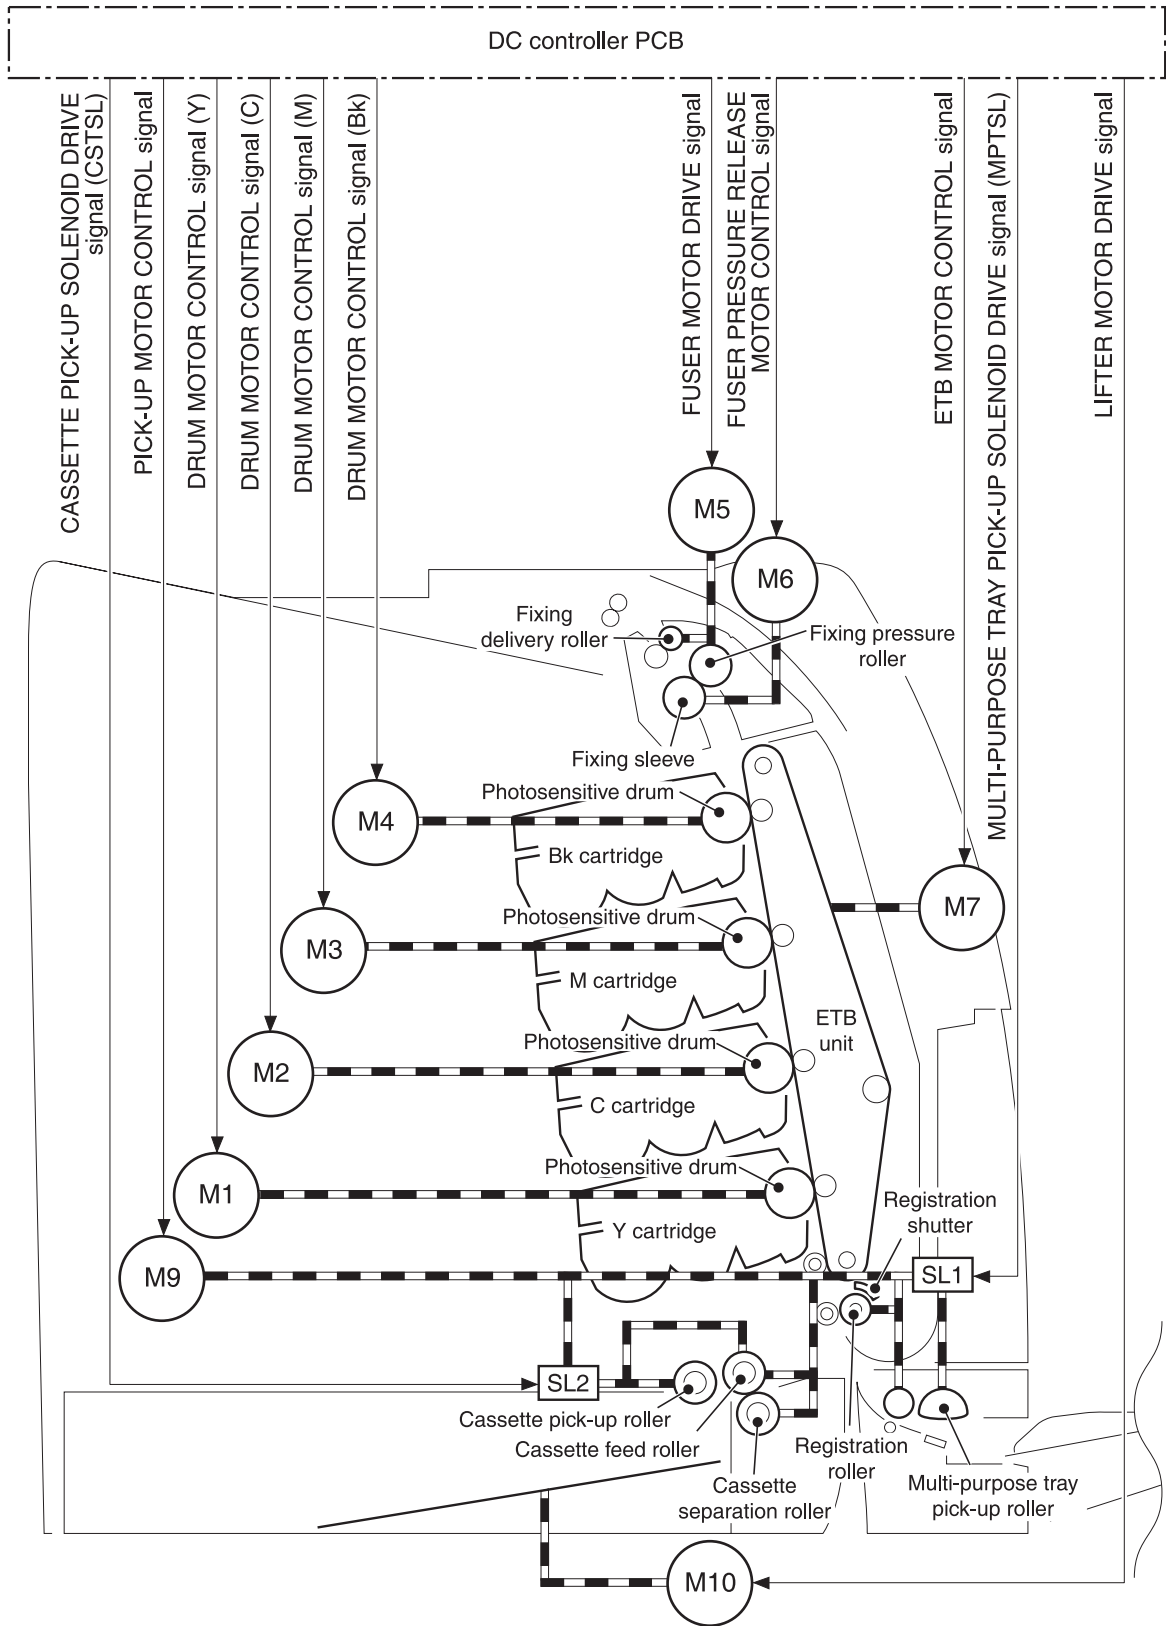 DC controller PCB
CASSETTE PICK-UP SOLENOID DRIVE
signal (CSTSL)
PICK-UP MOTOR CONTROL signal
DRUM MOTOR CONTROL signal (Y)
DRUM MOTOR CONTROL signal (C)
DRUM MOTOR CONTROL signal (M)
DRUM MOTOR CONTROL signal (Bk)
FUSER MOTOR DRIVE signal
FUSER PRESSURE RELEASE
MOTOR CONTROL signal
ETB MOTOR CONTROL signal
MULTI-PURPOSE TRAY PICK-UP SOLENOID DRIVE signal (MPTSL)
LIFTER MOTOR DRIVE signal
M5
M6
Fixing
delivery roller
Fixing pressure
roller
Fixing sleeve
Photosensitive drum
M4
Bk cartridge
M7
Photosensitive drum
M3
M cartridge
ETB
unit
Photosensitive drum
M2
C cartridge
Photosensitive drum
M1
Y cartridge
Registration
shutter
M9
SL1
SL2
Cassette pick-up roller
Cassette feed roller
Registration
roller
Cassette
separation roller
Multi-purpose tray
pick-up roller
M10